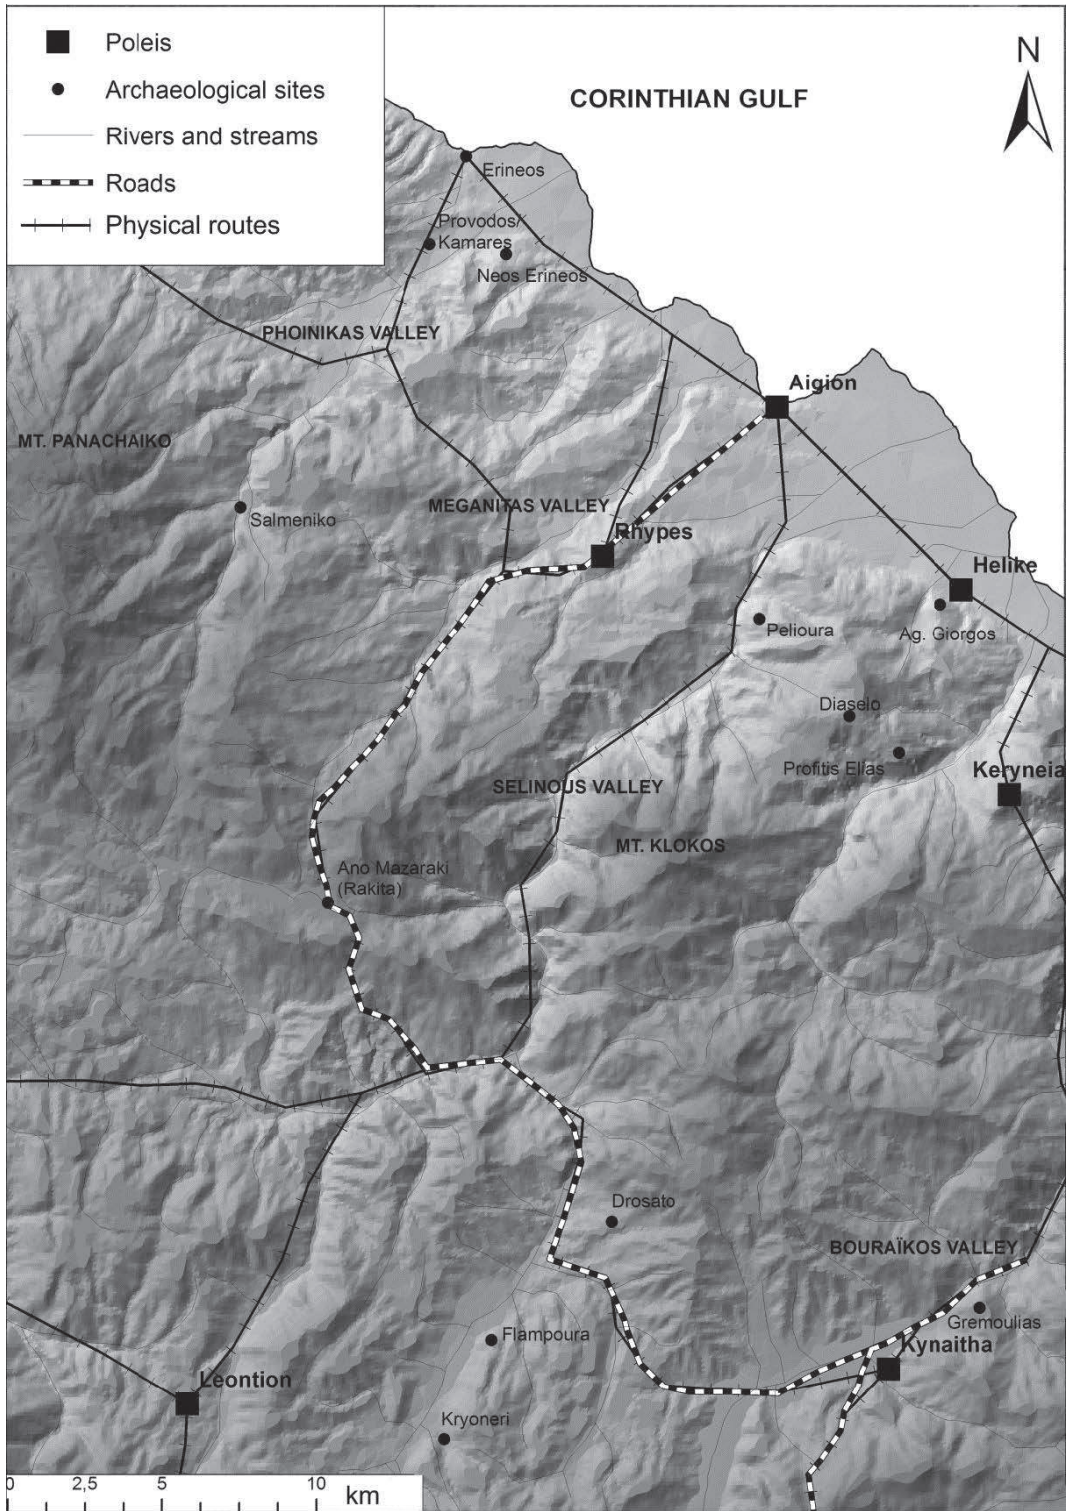 Poleis
Archaeological sites
Rivers and streams
Roads
Physical routes
N
CORINTHIAN GULF
Erineos
Provodos/
Kamares
Neos Erineos
PHOINIKAS VALLEY
Aigion
MT. PANACHAIKO
MEGANITAS VALLEY
Salmeniko
Rhypes
Helike
Ag. Giorgos
Pelioura
Diaselo
Profitis Elias
Keryneia
SELINOUS VALLEY
MT. KLOKOS
Ano Mazaraki
(Rakita)
Drosato
BOURAÏKOS VALLEY
Gremoulias
Flampoura
Kynaitha
Leontion
Kryoneri
0 2,5 5 10 km